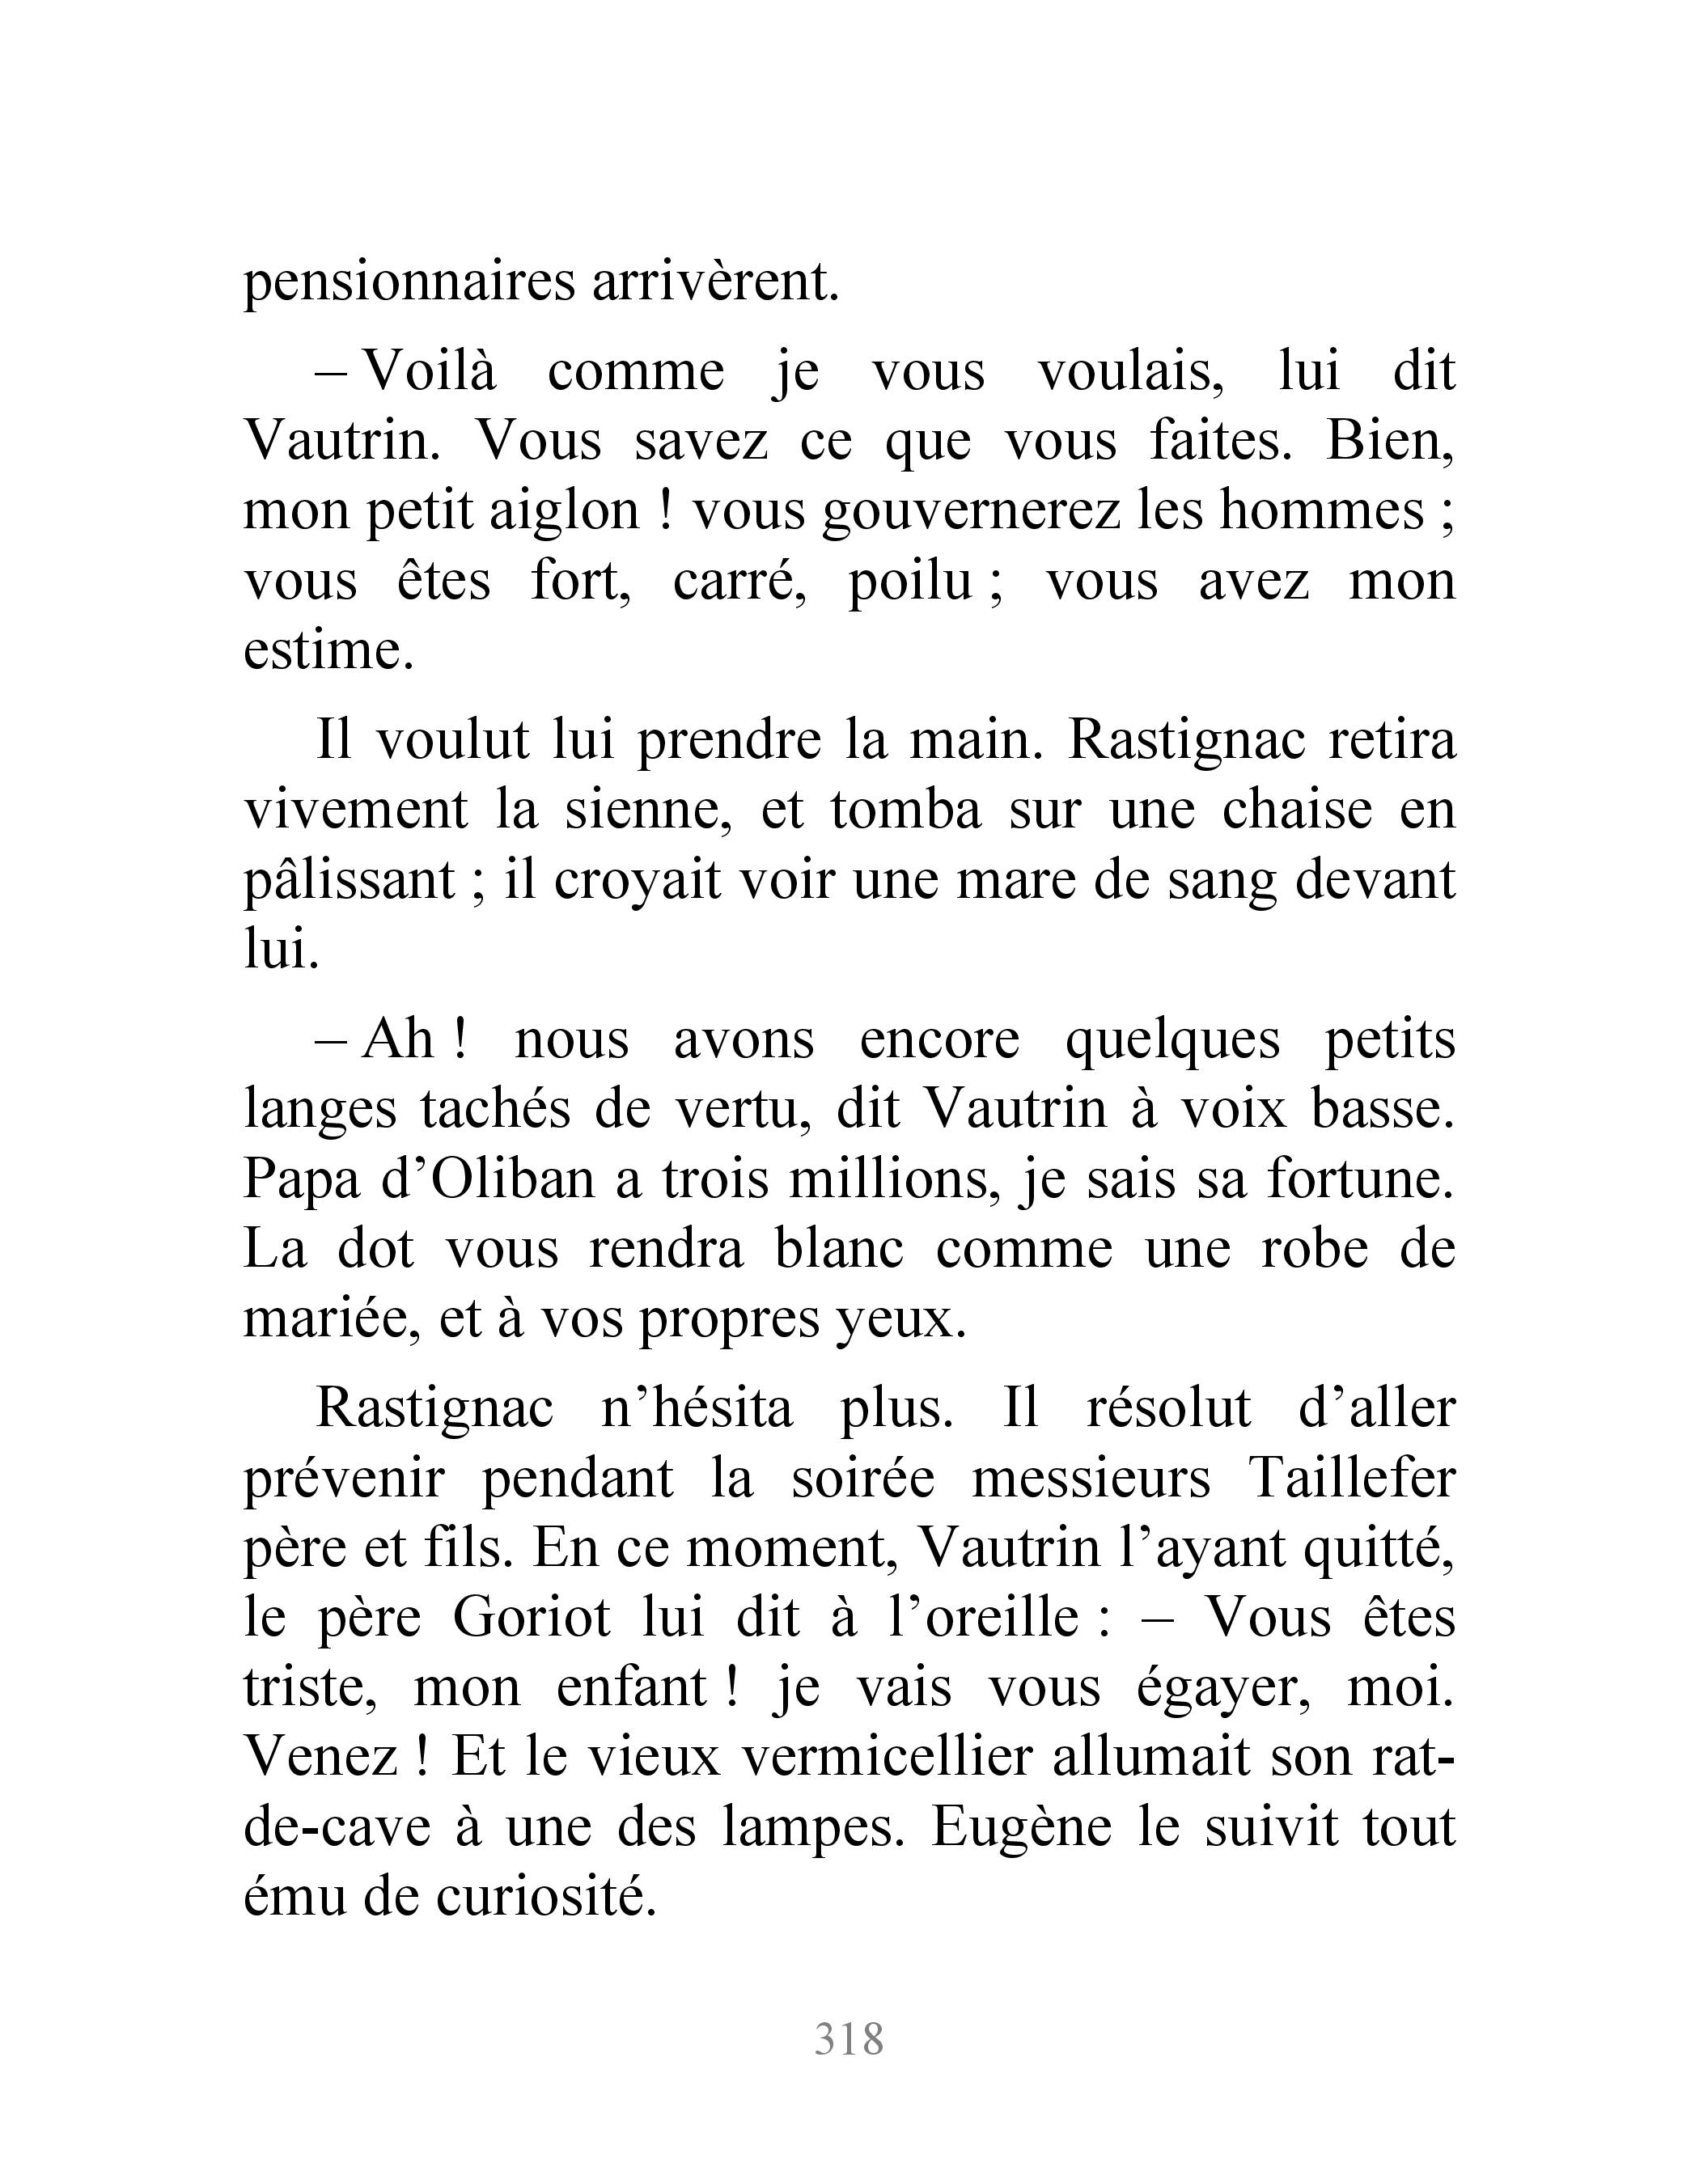 pensionnaires arrivèrent.
– Voilà comme je vous voulais, lui dit
Vautrin. Vous savez ce que vous faites. Bien,
mon petit aiglon ! vous gouvernerez les hommes ;
vous êtes fort, carré, poilu ; vous avez mon
estime.
Il voulut lui prendre la main. Rastignac retira
vivement la sienne, et tomba sur une chaise en
pâlissant ; il croyait voir une mare de sang devant
lui.
– Ah ! nous avons encore quelques petits
langes tachés de vertu, dit Vautrin à voix basse.
Papa d’Oliban a trois millions, je sais sa fortune.
La dot vous rendra blanc comme une robe de
mariée, et à vos propres yeux.
Rastignac n’hésita plus. Il résolut d’aller
prévenir pendant la soirée messieurs Taillefer
père et fils. En ce moment, Vautrin l’ayant quitté,
le père Goriot lui dit à l’oreille : – Vous êtes
triste, mon enfant ! je vais vous égayer, moi.
Venez ! Et le vieux vermicellier allumait son rat-
de-cave à une des lampes. Eugène le suivit tout
ému de curiosité.
318